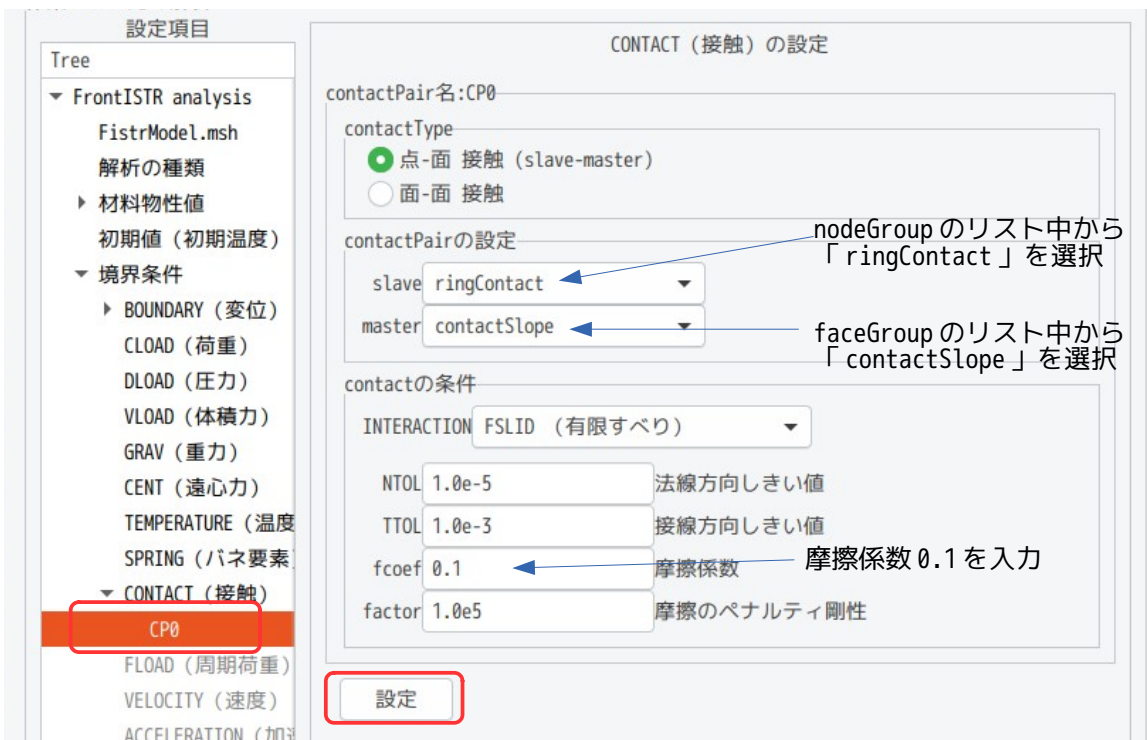 設定項目
Tree
FrontISTR analysis
FistrModel.msh
解析の種類
材料物性値
初期値（初期温度）
境界条件
BOUNDARY（変位）
CLOAD（荷重）
DLOAD（圧力）
VLOAD（体積力）
GRAV（重力）
CENT（遠心力）
TEMPERATURE（温度
SPRING（バネ要素
CONTACT（接触）
CP0
FLOAD（周期荷重）
VELOCITY（速度）
ACCELERATION（加速
CONTACT（接触）の設定
contactPair名:CP0
contactType
点-面 接触（slave-master）
面-面 接触
contactPairの設定
slave ringContact
master contactSlope
nodeGroupのリスト中から
「ringContact」を選択
faceGroupのリスト中から
「contactSlope」を選択
contactの条件
INTERACTION FSLID （有限すべり）
NTOL 1.0e-5 法線方向しきい値
TTOL 1.0e-3 接線方向しきい値
fcoef 0.1 摩擦係数
摩擦係数0.1を入力
factor 1.0e5 摩擦のペナルティ剛性
設定